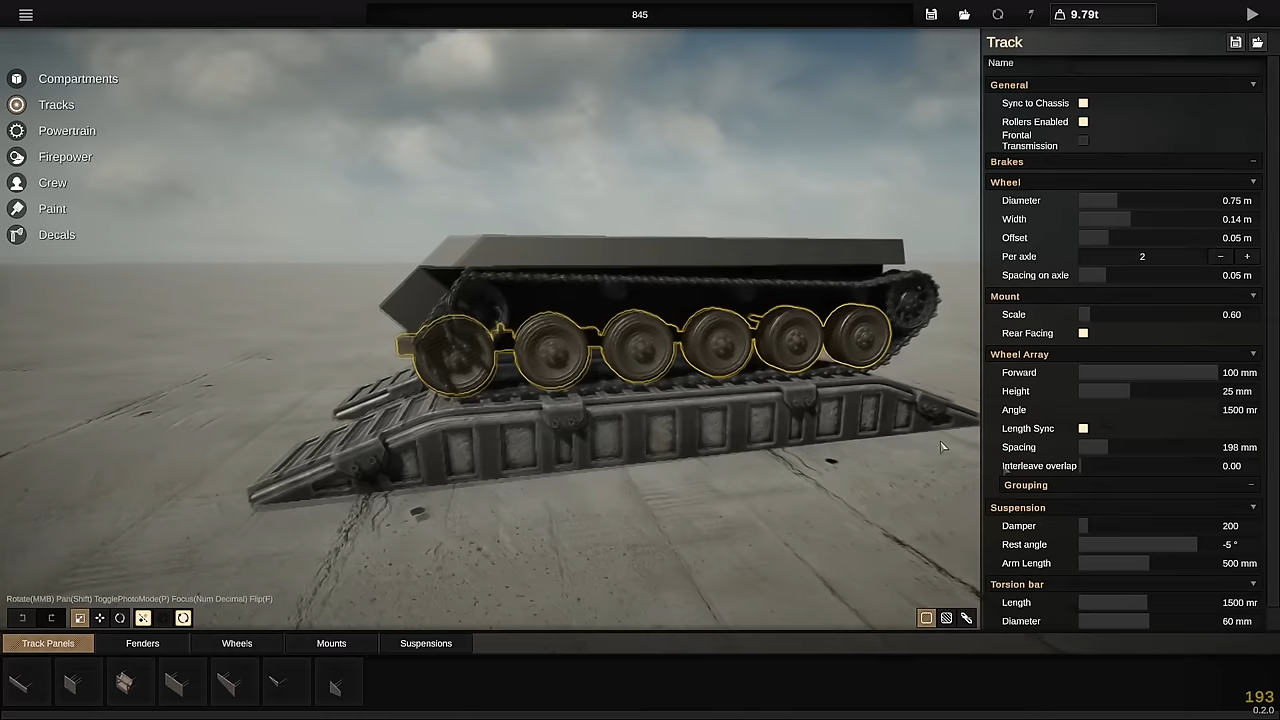 845
9.79t
Compartments
Tracks
Powertrain
Firepower
Crew
Paint
Decals
Track
Name
General
Sync to Chassis
Rollers Enabled
Frontal
Transmission
Brakes
Wheel
Diameter 0.75 m
Width 0.14 m
Offset 0.05 m
Per axle 2 − +
Spacing on axle 0.05 m
Mount
Scale 0.60
Rear Facing
Wheel Array
Forward 100 mm
Height 25 mm
Angle 1500 mr
Length Sync
Spacing 198 mm
Interleave overlap 0.00
Grouping
Suspension
Damper 200
Rest angle -5 °
Arm Length 500 mm
Torsion bar
Length 1500 mr
Diameter 60 mm
Rotate(MMB) Pan(Shift) TogglePhotoMode(P) Focus(Num Decimal) Flip(F)
Track Panels Fenders Wheels Mounts Suspensions
193
0.2.0